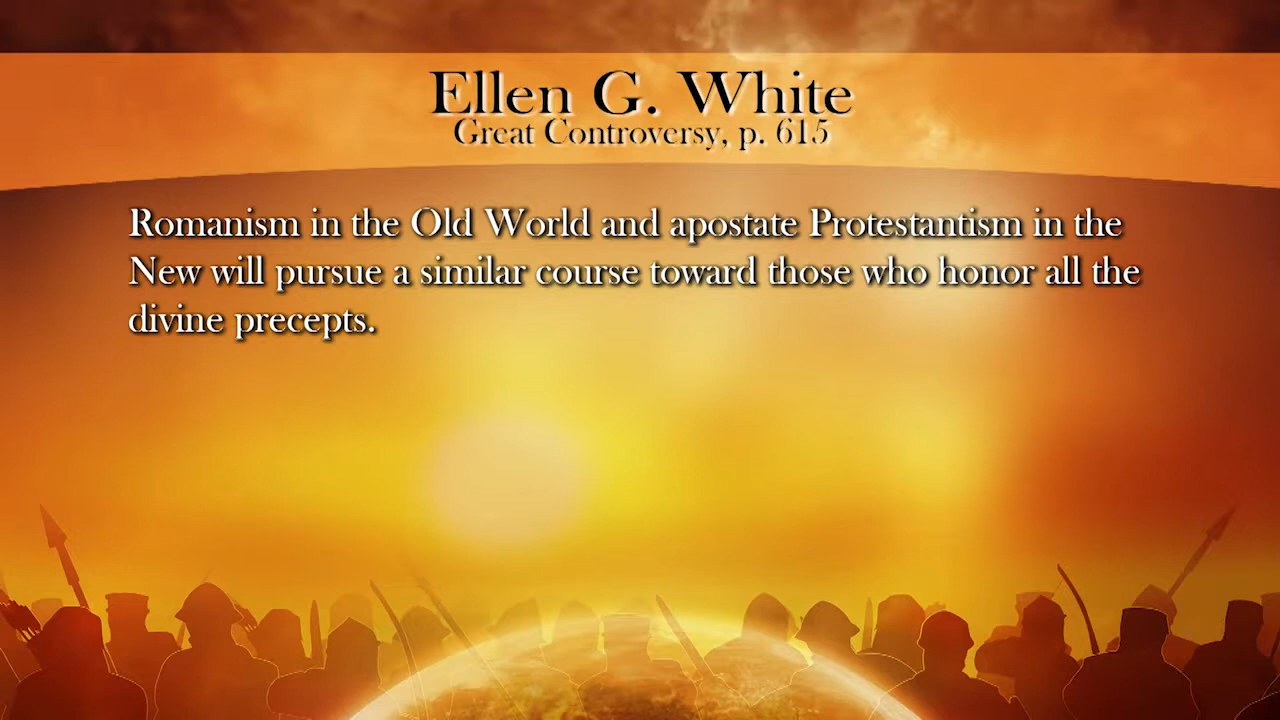 Ellen G. White
Great Controversy, p. 615
Romanism in the Old World and apostate Protestantism in the
New will pursue a similar course toward those who honor all the
divine precepts.